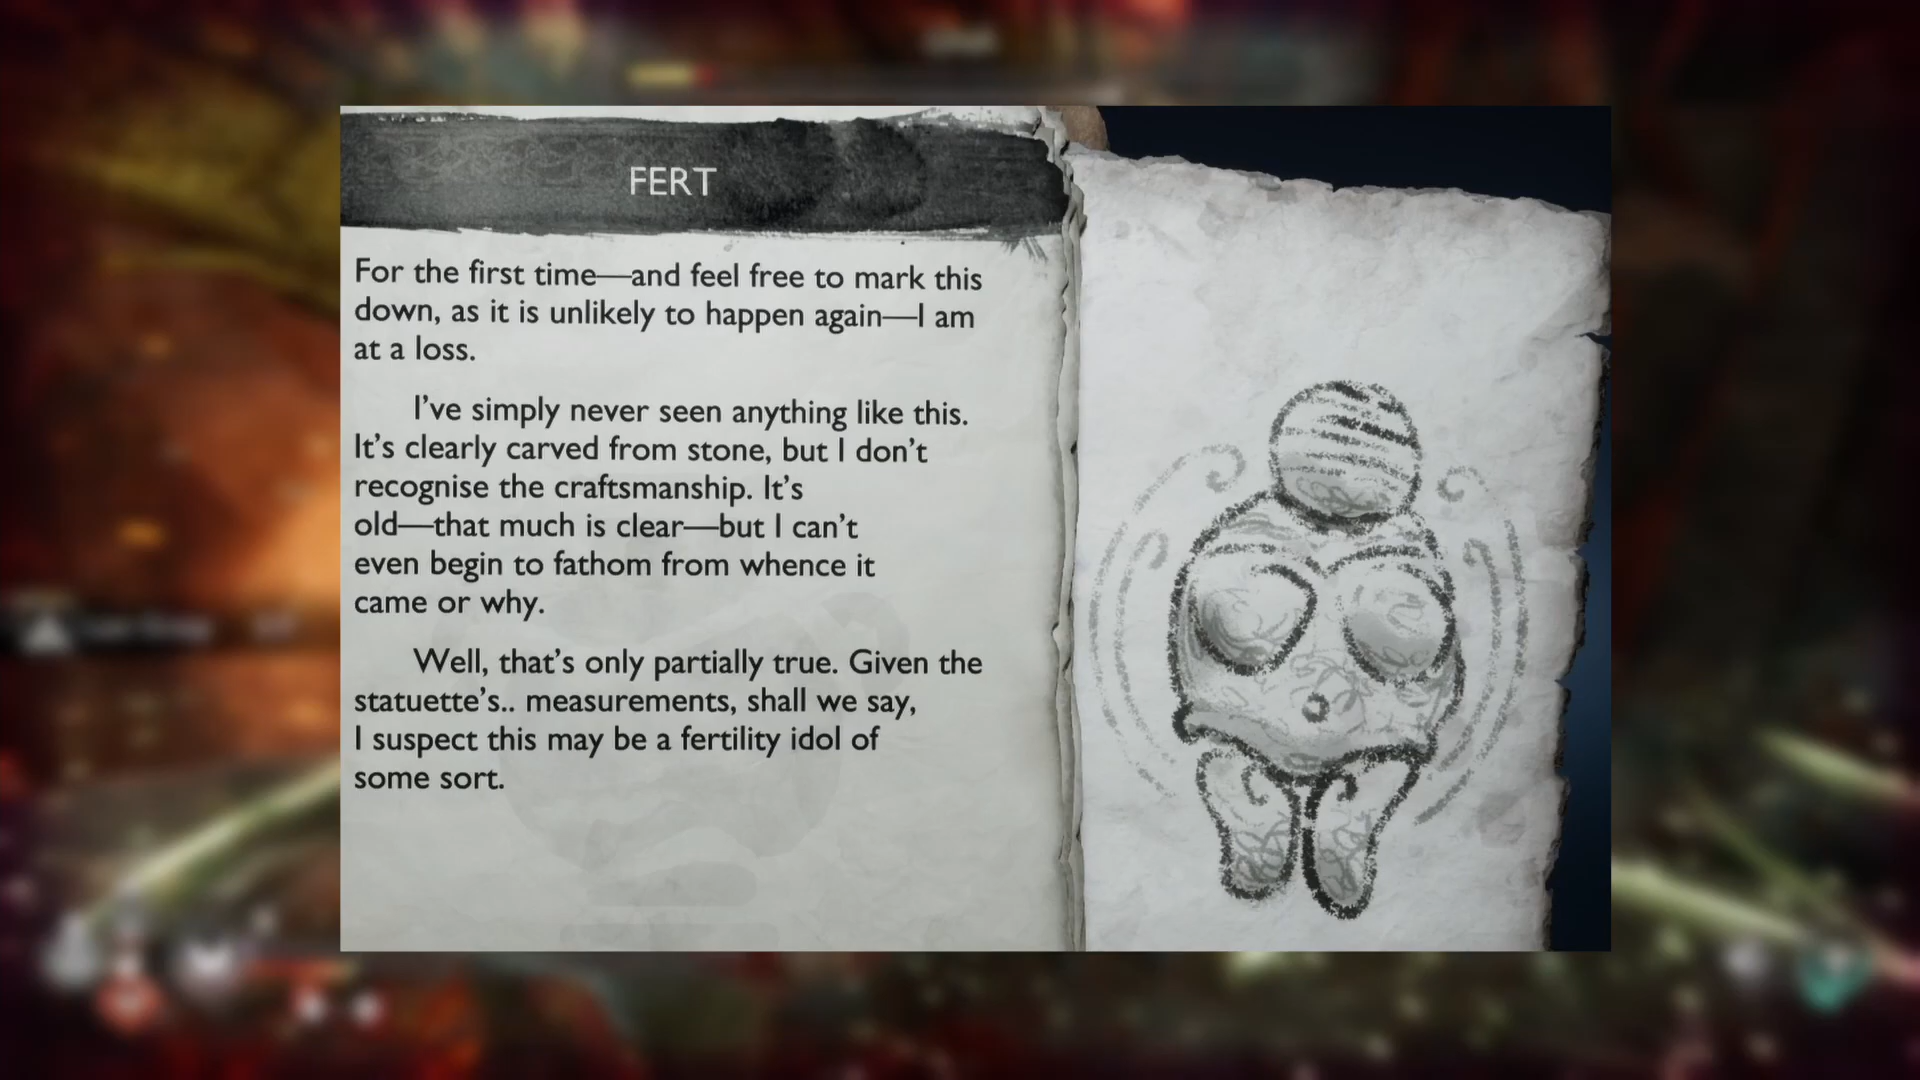 FERT
For the first time—and feel free to mark this
down, as it is unlikely to happen again—I am
at a loss.
I've simply never seen anything like this.
It's clearly carved from stone, but I don't
recognise the craftsmanship. It's
old—that much is clear—but I can't
even begin to fathom from whence it
came or why.
Well, that's only partially true. Given the
statuette's.. measurements, shall we say,
I suspect this may be a fertility idol of
some sort.